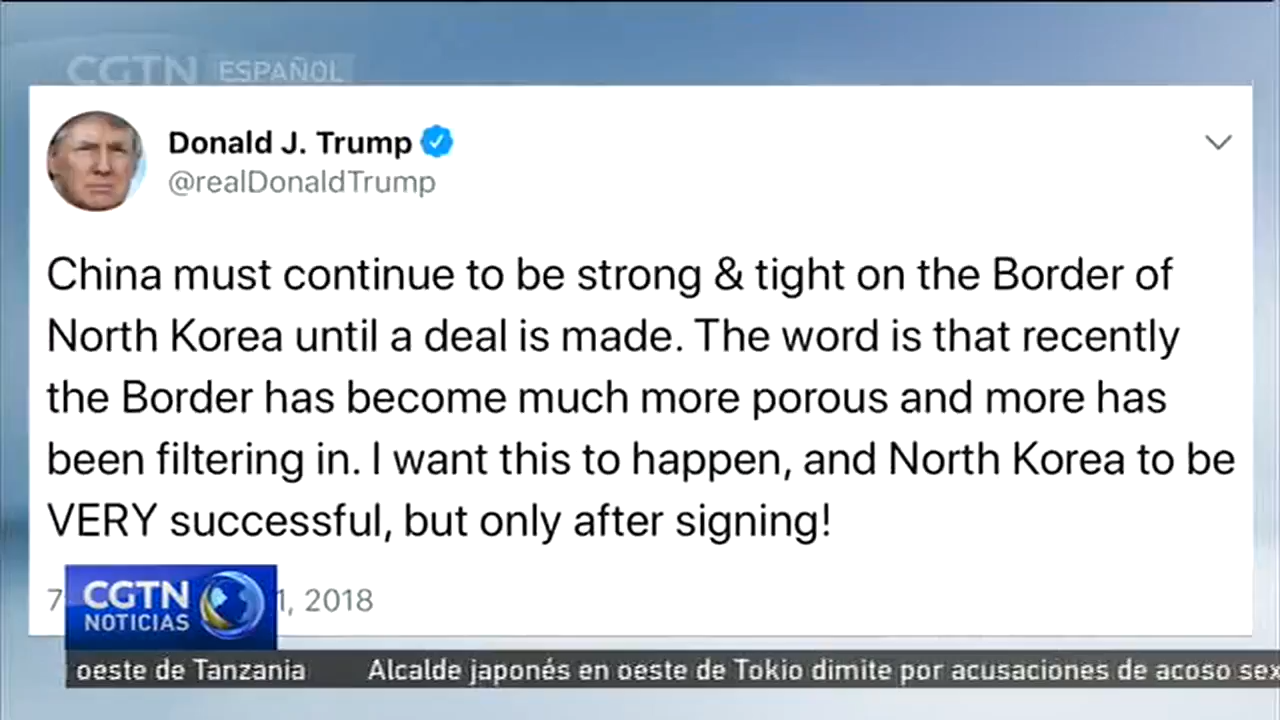 CGTN ESPAÑOL
Donald J. Trump
@realDonaldTrump
China must continue to be strong & tight on the Border of
North Korea until a deal is made. The word is that recently
the Border has become much more porous and more has
been filtering in. I want this to happen, and North Korea to be
VERY successful, but only after signing!
7 1, 2018
CGTN
NOTICIAS
oeste de Tanzania Alcalde japonés en oeste de Tokio dimite por acusaciones de acoso